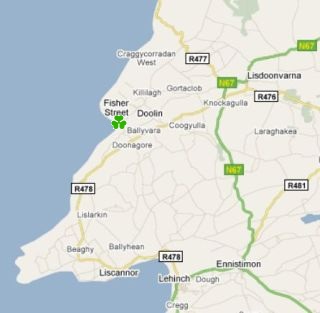 Craggycorradan
West
R477
N67
Lisdoonvarna
Killilagh
Gortaclob
R476
Fisher
Street
Doolin
Knockagulla
Ballyvara
Coogyulla
Laraghakea
Doonagore
N67
R478
R481
Lislarkin
Beaghy
Ballyhean
R478
Ennistimon
Liscannor
Lehinch
Dough
Cregg